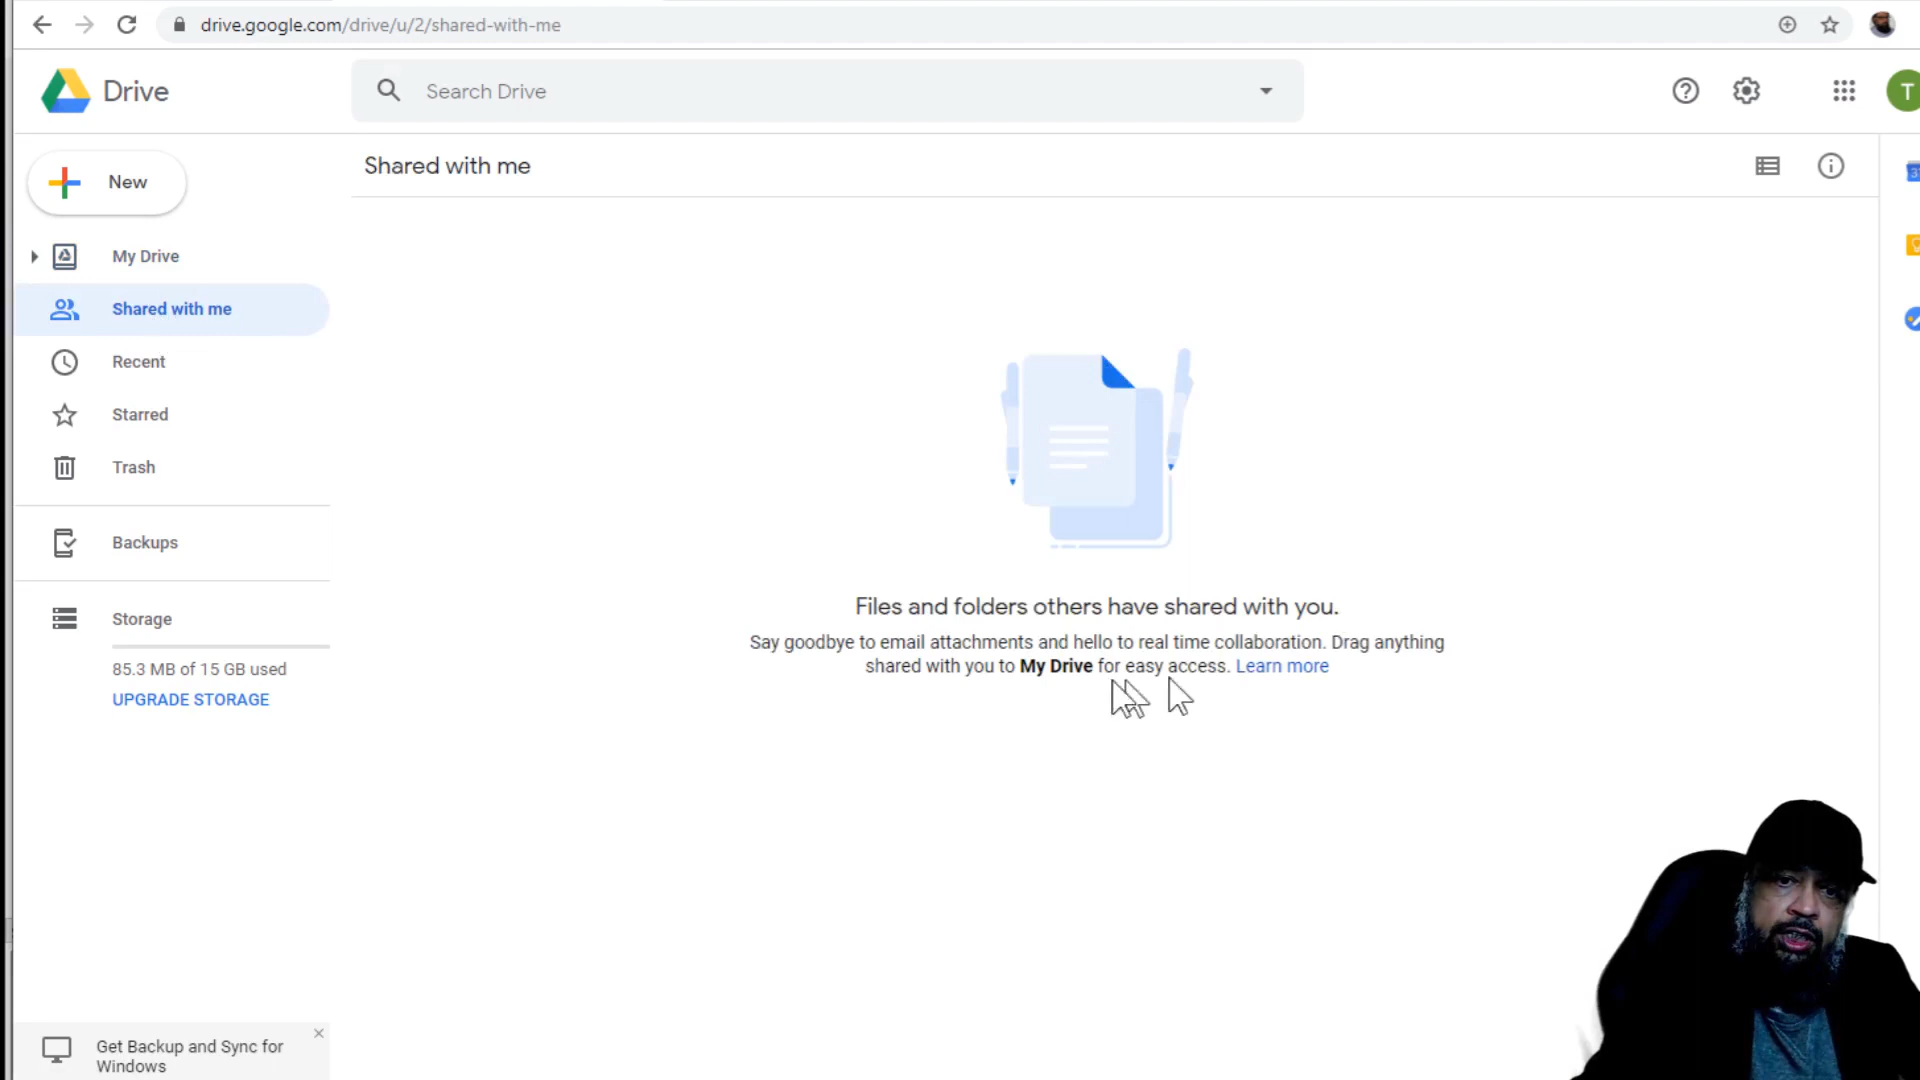 drive.google.com/drive/u/2/shared-with-me
Drive
Search Drive
T
New
Shared with me
31
My Drive
Shared with me
Recent
Starred
Trash
Backups
Storage
85.3 MB of 15 GB used
UPGRADE STORAGE
Files and folders others have shared with you.
Say goodbye to email attachments and hello to real time collaboration. Drag anything
shared with you to My Drive for easy access. Learn more
Get Backup and Sync for
Windows